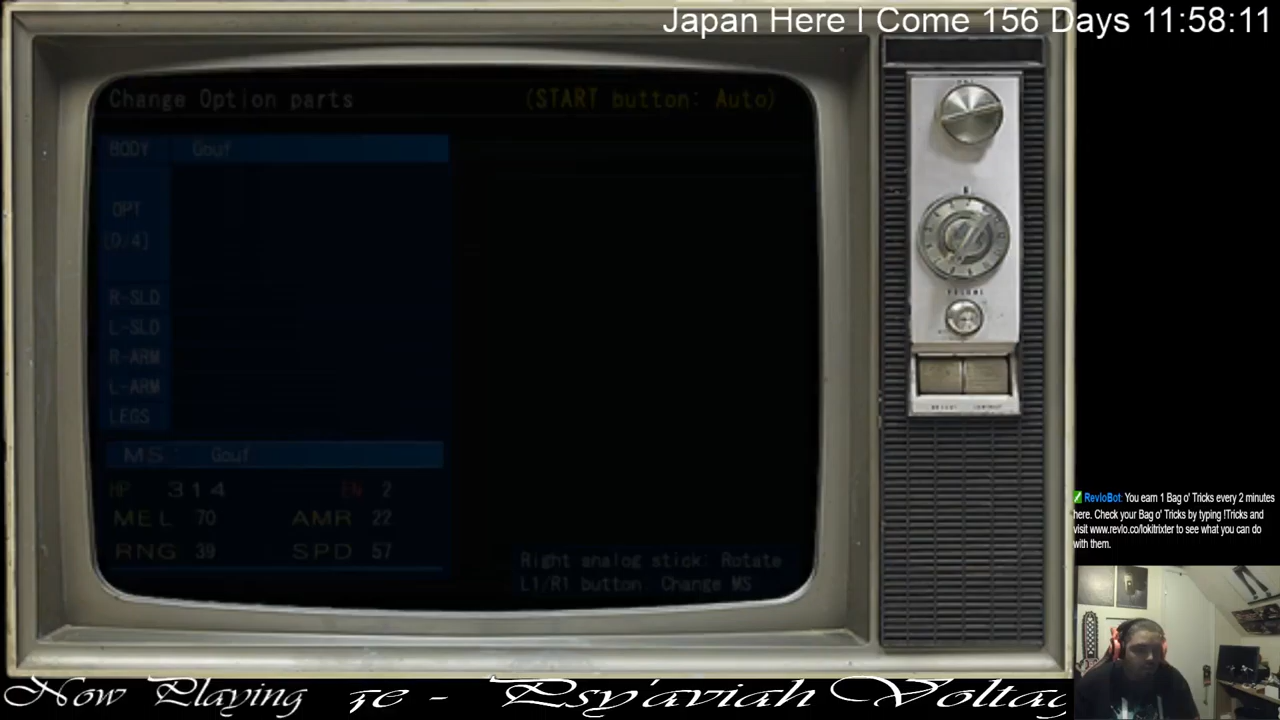 Japan Here I Come 156 Days 11:58:11
Change Option parts (START button: Auto)
BODY Gouf
OPT
[0/4]
R-SLD
L-SLD
R-ARM
L-ARM
LEGS
MS Gouf
HP 314 EN 2
MEL 70 AMR 22
RNG 39 SPD 57
Right analog stick: Rotate
L1/R1 button: Change MS
VOLUME
RevloBot: You earn 1 Bag o' Tricks every 2 minutes
here. Check your Bag o' Tricks by typing !Tricks and
visit www.revlo.co/lokitrixter to see what you can do
with them.
Now Playing se - Psy'aviah Voltag